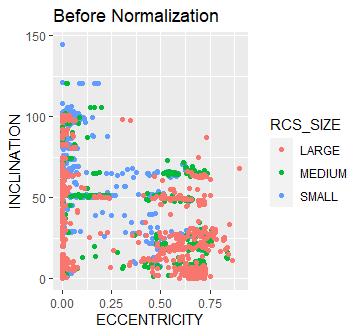 Before Normalization
150
100
50
0
INCLINATION
0.00 0.25 0.50 0.75
ECCENTRICITY
RCS_SIZE
LARGE
MEDIUM
SMALL